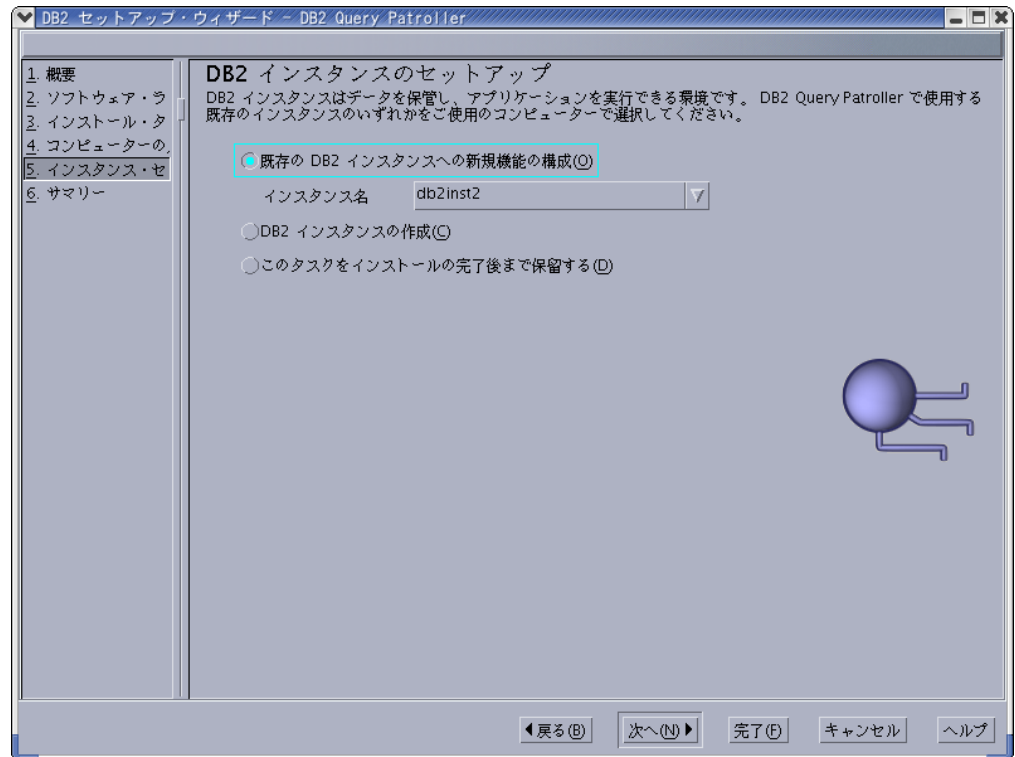 DB2 セットアップ・ウィザード - DB2 Query Patroller
1. 概要
2. ソフトウェア・ラ
3. インストール・タ
4. コンピューターの
5. インスタンス・セ
6. サマリー
DB2 インスタンスのセットアップ
DB2 インスタンスはデータを保管し、アプリケーションを実行できる環境です。 DB2 Query Patroller で使用する
既存のインスタンスのいずれかをご使用のコンピューターで選択してください。
既存の DB2 インスタンスへの新規機能の構成(O)
インスタンス名 db2inst2
DB2 インスタンスの作成(C)
このタスクをインストールの完了後まで保留する(D)
戻る(B) 次へ(N) 完了(F) キャンセル ヘルプ